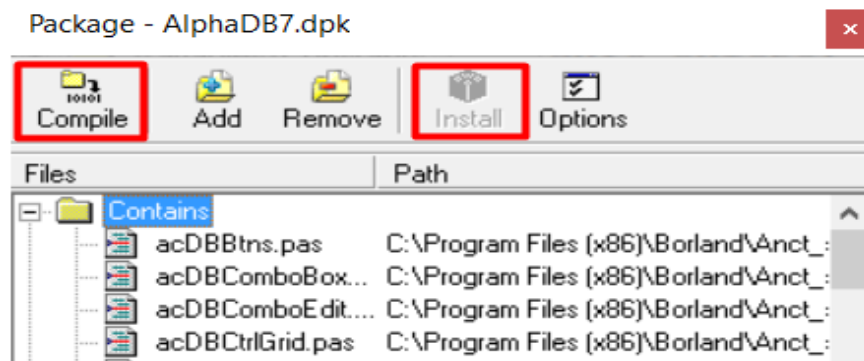 Package - AlphaDB7.dpk
Compile Add Remove Install Options
Files Path
Contains
acDBBtns.pas C:\Program Files (x86)\Borland\Anct_:
acDBComboBox... C:\Program Files (x86)\Borland\Anct_:
acDBComboEdit.... C:\Program Files (x86)\Borland\Anct_:
acDBCtrlGrid.pas C:\Program Files (x86)\Borland\Anct_: